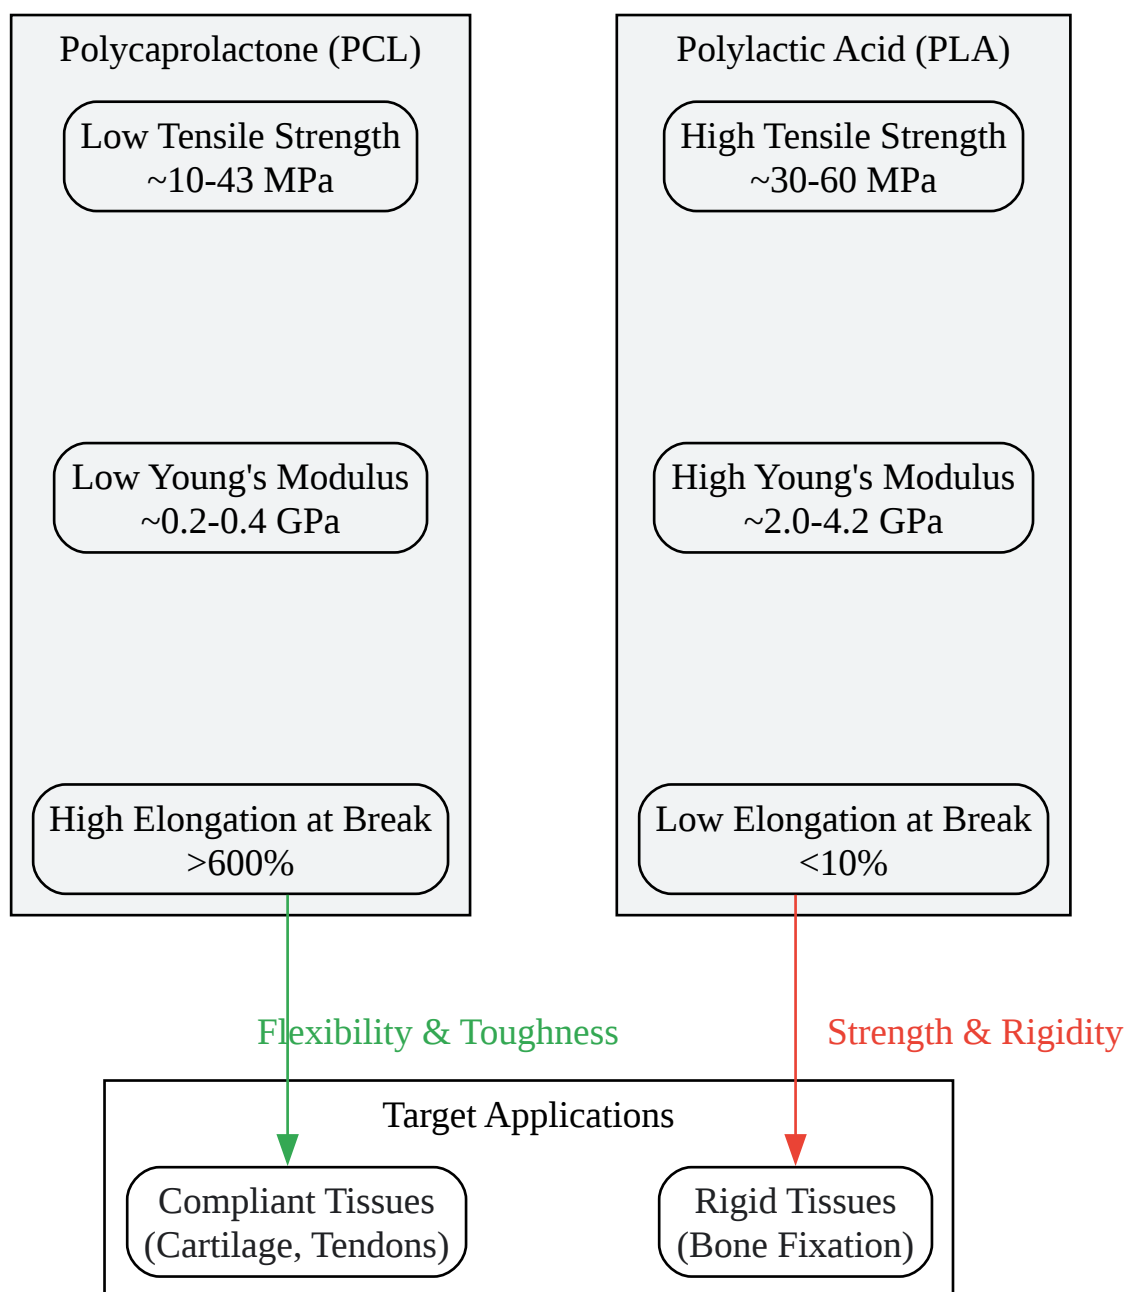 Polycaprolactone (PCL)
Low Tensile Strength
~10-43 MPa
Low Young's Modulus
~0.2-0.4 GPa
High Elongation at Break
>600%
Polylactic Acid (PLA)
High Tensile Strength
~30-60 MPa
High Young's Modulus
~2.0-4.2 GPa
Low Elongation at Break
<10%
Flexibility & Toughness
Strength & Rigidity
Target Applications
Compliant Tissues
(Cartilage, Tendons)
Rigid Tissues
(Bone Fixation)